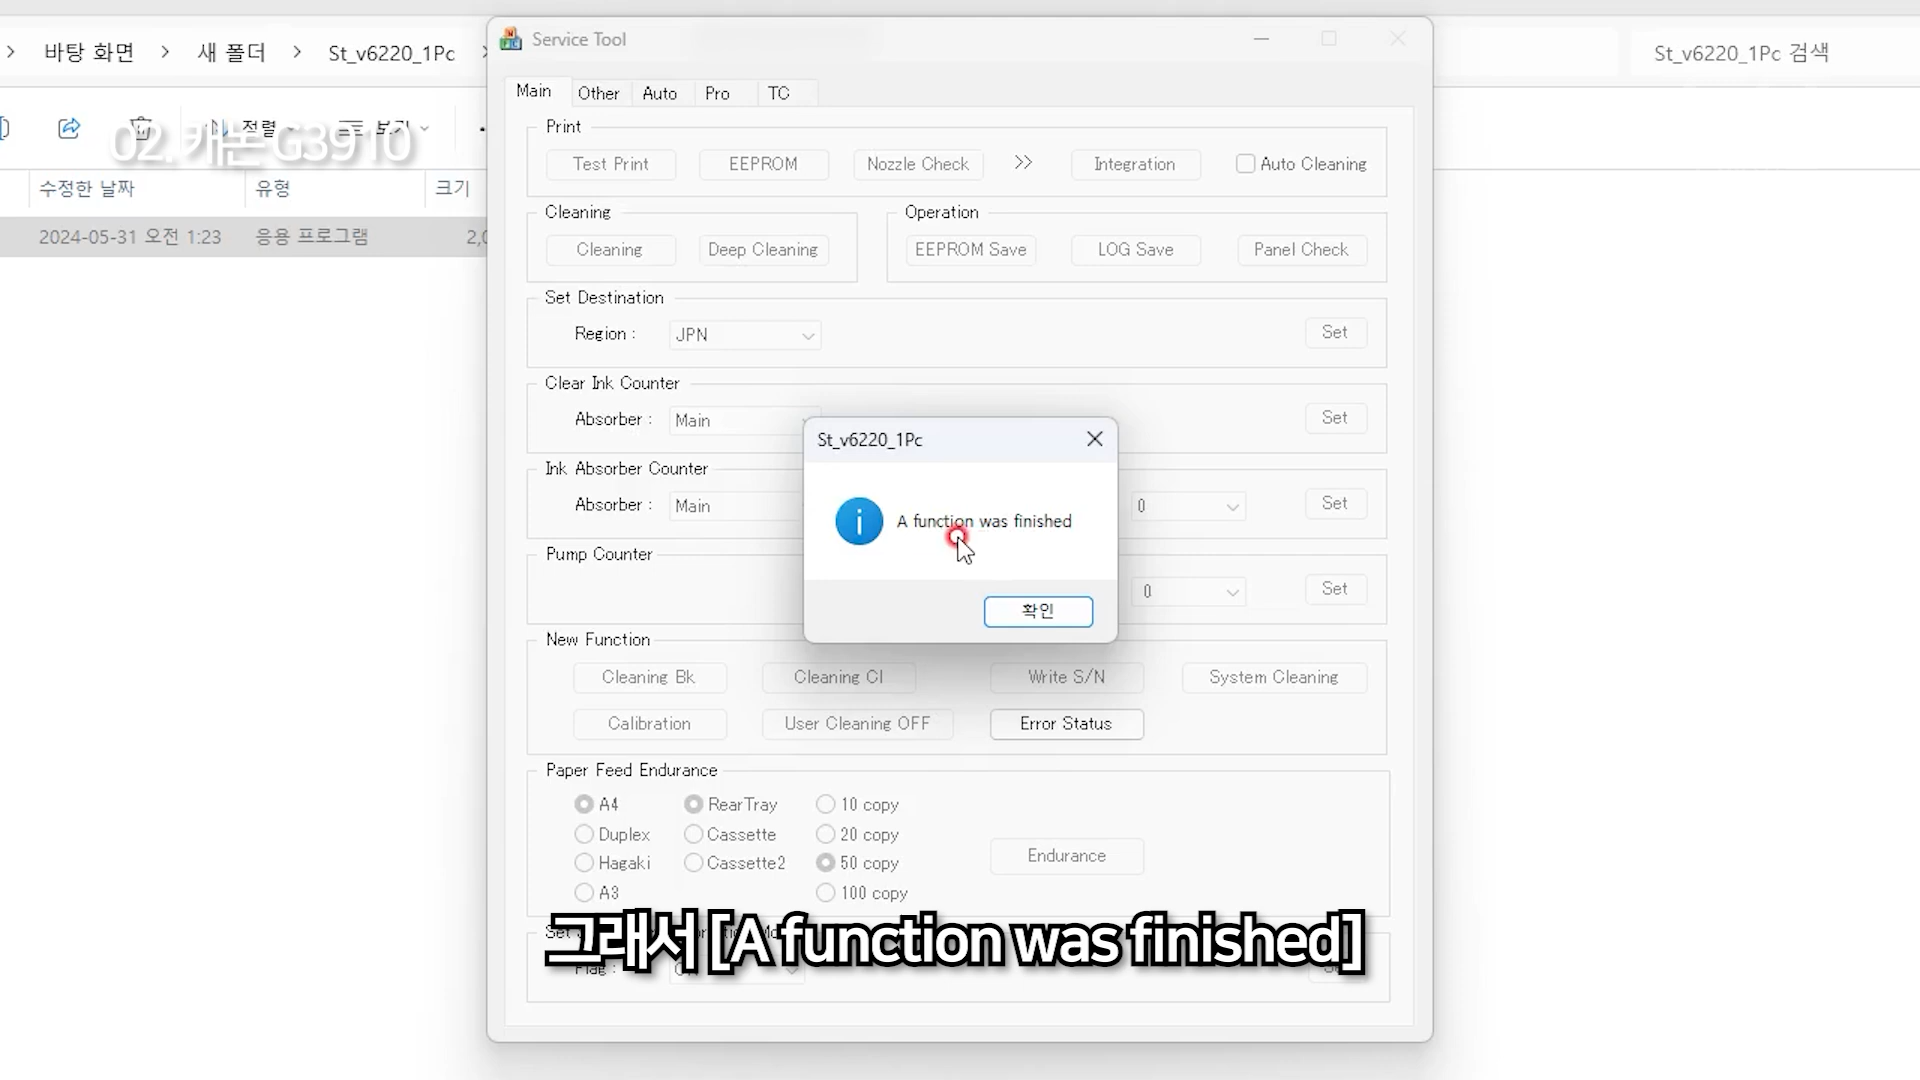 바탕 화면 > 새 폴더 > St_v6220_1Pc >
St_v6220_1Pc 검색
정렬
보기
02. 캐논 G3910
수정한 날짜
유형
크기
2024-05-31 오전 1:23
응용 프로그램
Service Tool
Main
Other
Auto
Pro
TC
Print
Test Print
EEPROM
Nozzle Check
>>
Integration
Auto Cleaning
Cleaning
Cleaning
Deep Cleaning
Operation
EEPROM Save
LOG Save
Panel Check
Set Destination
Region :
JPN
Set
Clear Ink Counter
Absorber :
Main
Set
Ink Absorber Counter
Absorber :
Main
0
Set
Pump Counter
0
Set
St_v6220_1Pc
A function was finished
확인
New Function
Cleaning Bk
Cleaning Cl
Write S/N
System Cleaning
Calibration
User Cleaning OFF
Error Status
Paper Feed Endurance
A4
RearTray
10 copy
Duplex
Cassette
20 copy
Hagaki
Cassette2
50 copy
A3
100 copy
Endurance
그래서 [A function was finished]
Flag :